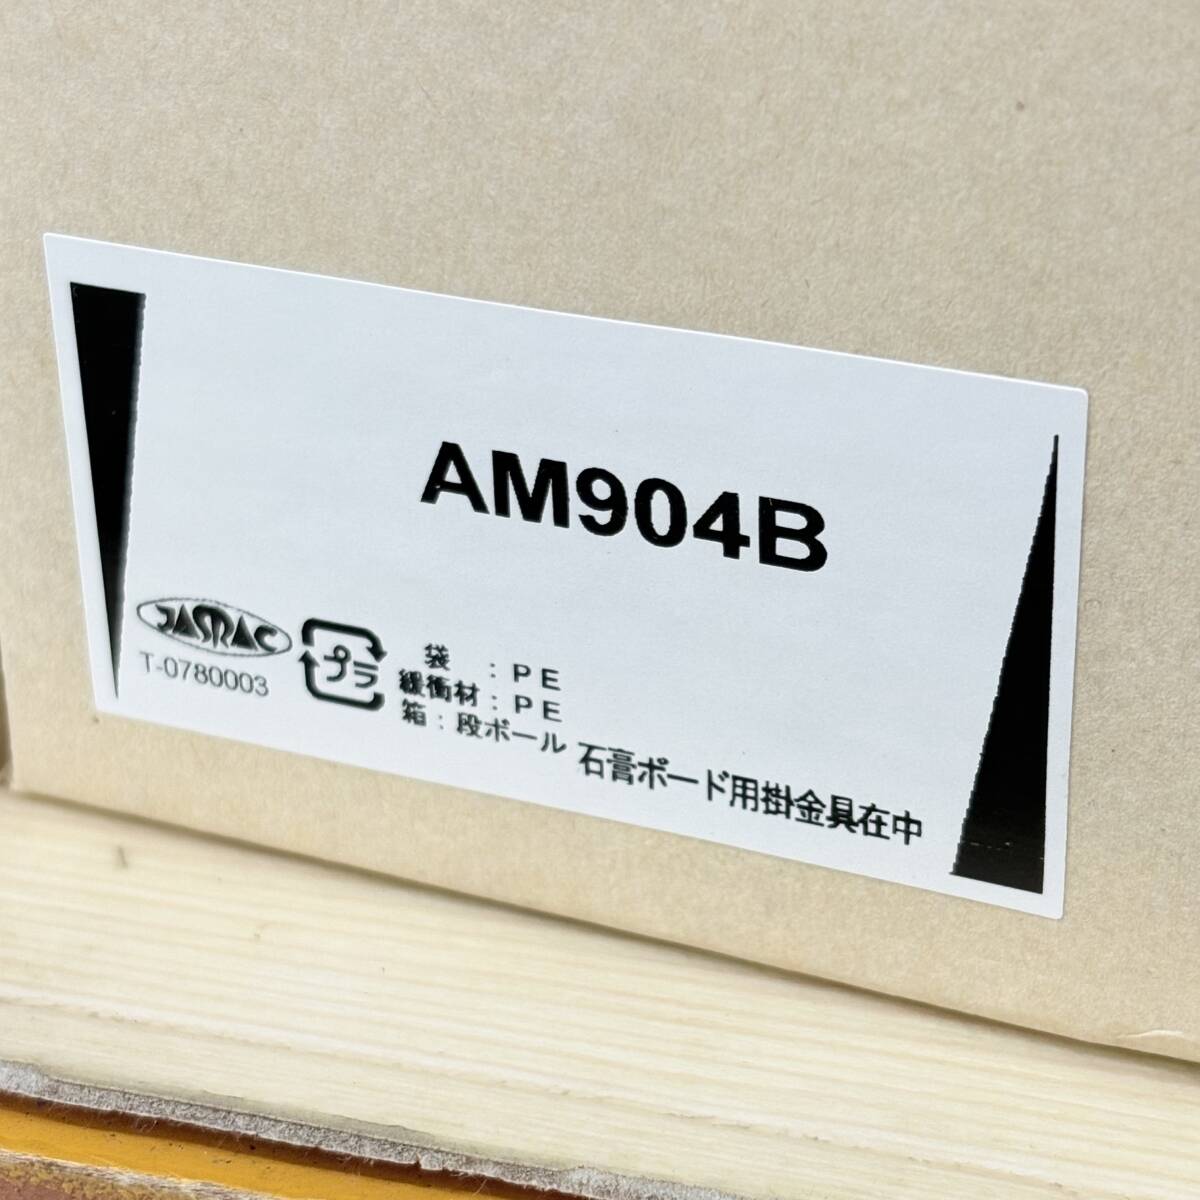 AM904B
JASRAC
T-0780003
プラ
袋 : PE
緩衝材 : PE
箱 : 段ボール
石膏ボード用掛金具在中